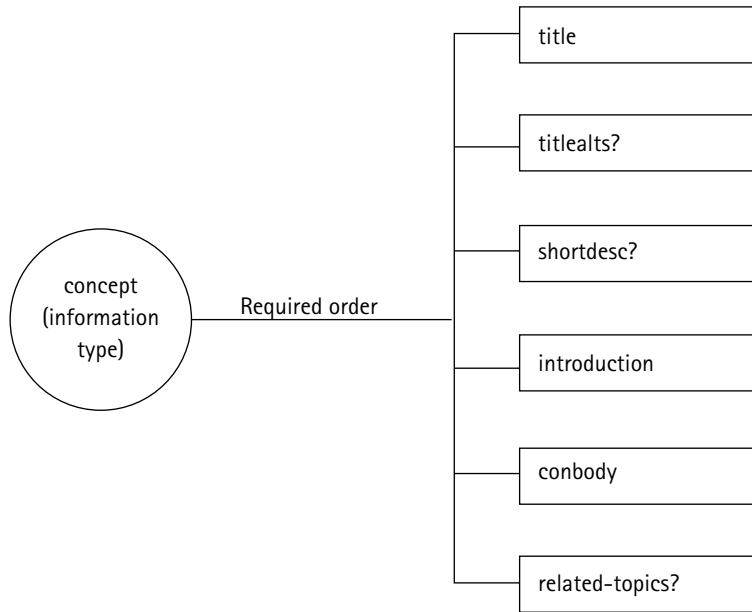 title
titlealts?
shortdesc?
concept
(information
type)
Required order
introduction
conbody
related-topics?